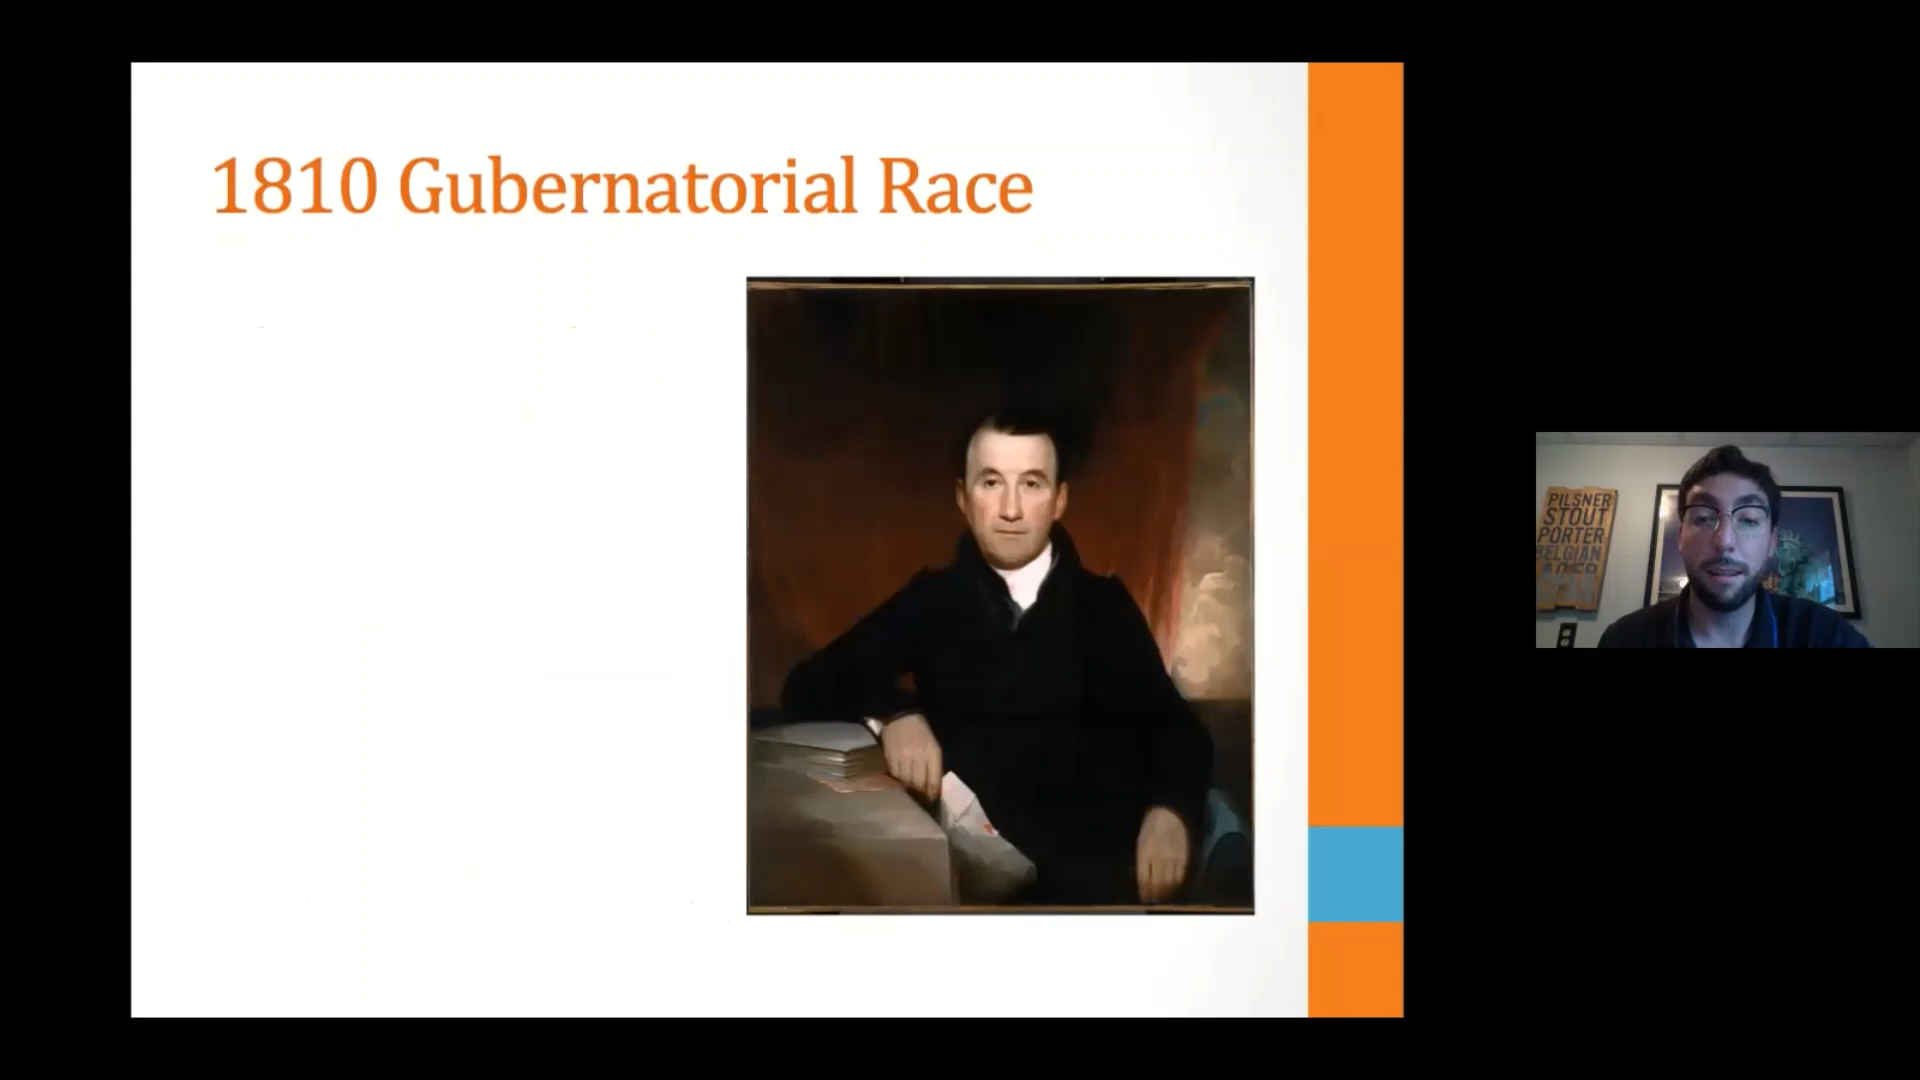 1810 Gubernatorial Race
PILSNER
STOUT
PORTER
BELGIAN